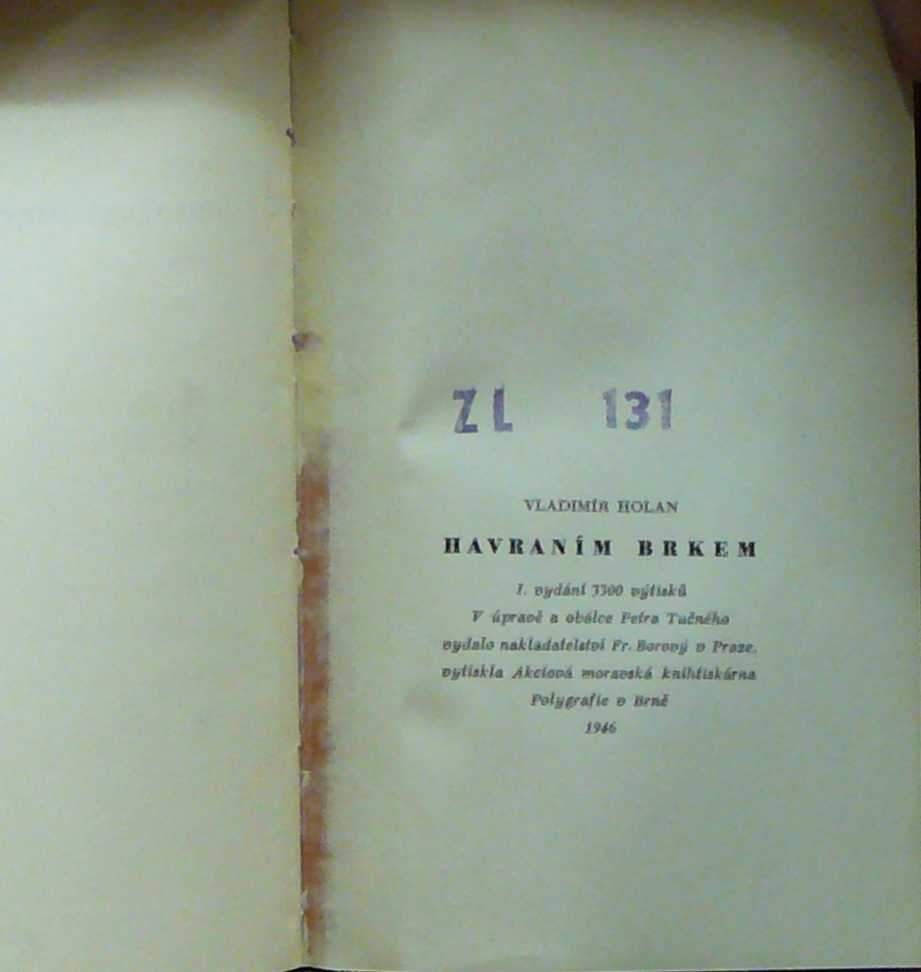 ZL 131
VLADIMÍR HOLAN
HAVRANÍM BRKEM
I. vydání 3300 výtisků
V úpravě a obálce Petra Tučného
vydalo nakladatelství Fr. Borový v Praze,
vytiskla Akciová moravská knihtiskárna
Polygrafie v Brně
1946